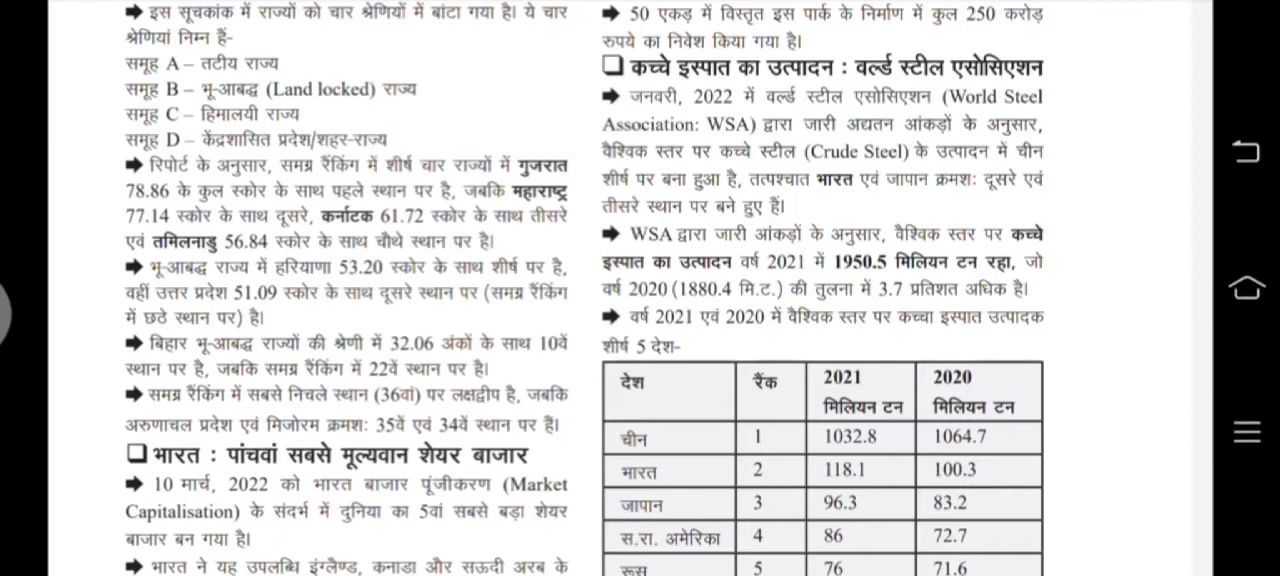 ➡ इस सूचकांक में राज्यों को चार श्रेणियों में बांटा गया है। ये चार
श्रेणियां निम्न हैं-
समूह A – तटीय राज्य
समूह B – भू-आबद्ध (Land locked) राज्य
समूह C – हिमालयी राज्य
समूह D – केंद्रशासित प्रदेश/शहर-राज्य
➡ रिपोर्ट के अनुसार, समग्र रैंकिंग में शीर्ष चार राज्यों में गुजरात
78.86 के कुल स्कोर के साथ पहले स्थान पर है, जबकि महाराष्ट्र
77.14 स्कोर के साथ दूसरे, कर्नाटक 61.72 स्कोर के साथ तीसरे
एवं तमिलनाडु 56.84 स्कोर के साथ चौथे स्थान पर है।
➡ भू-आबद्ध राज्य में हरियाणा 53.20 स्कोर के साथ शीर्ष पर है,
वहीं उत्तर प्रदेश 51.09 स्कोर के साथ दूसरे स्थान पर (समग्र रैंकिंग
में छठे स्थान पर) है।
➡ बिहार भू-आबद्ध राज्यों की श्रेणी में 32.06 अंकों के साथ 10वें
स्थान पर है, जबकि समग्र रैंकिंग में 22वें स्थान पर है।
➡ समग्र रैंकिंग में सबसे निचले स्थान (36वां) पर लक्षद्वीप है, जबकि
अरुणाचल प्रदेश एवं मिजोरम क्रमश: 35वें एवं 34वें स्थान पर हैं।
❑ भारत : पांचवां सबसे मूल्यवान शेयर बाजार
➡ 10 मार्च, 2022 को भारत बाजार पूंजीकरण (Market
Capitalisation) के संदर्भ में दुनिया का 5वां सबसे बड़ा शेयर
बाजार बन गया है।
➡ भारत ने यह उपलब्धि इंग्लैण्ड, कनाडा और सऊदी अरब के
➡ 50 एकड़ में विस्तृत इस पार्क के निर्माण में कुल 250 करोड़
रुपये का निवेश किया गया है।
❑ कच्चे इस्पात का उत्पादन : वर्ल्ड स्टील एसोसिएशन
➡ जनवरी, 2022 में वर्ल्ड स्टील एसोसिएशन (World Steel
Association: WSA) द्वारा जारी अद्यतन आंकड़ों के अनुसार,
वैश्विक स्तर पर कच्चे स्टील (Crude Steel) के उत्पादन में चीन
शीर्ष पर बना हुआ है, तत्पश्चात भारत एवं जापान क्रमश: दूसरे एवं
तीसरे स्थान पर बने हुए हैं।
➡ WSA द्वारा जारी आंकड़ों के अनुसार, वैश्विक स्तर पर कच्चे
इस्पात का उत्पादन वर्ष 2021 में 1950.5 मिलियन टन रहा, जो
वर्ष 2020 (1880.4 मि.ट.) की तुलना में 3.7 प्रतिशत अधिक है।
➡ वर्ष 2021 एवं 2020 में वैश्विक स्तर पर कच्चा इस्पात उत्पादक
शीर्ष 5 देश-
देश रैंक 2021 मिलियन टन 2020 मिलियन टन
चीन 1 1032.8 1064.7
भारत 2 118.1 100.3
जापान 3 96.3 83.2
स.रा. अमेरिका 4 86 72.7
रूस 5 76 71.6